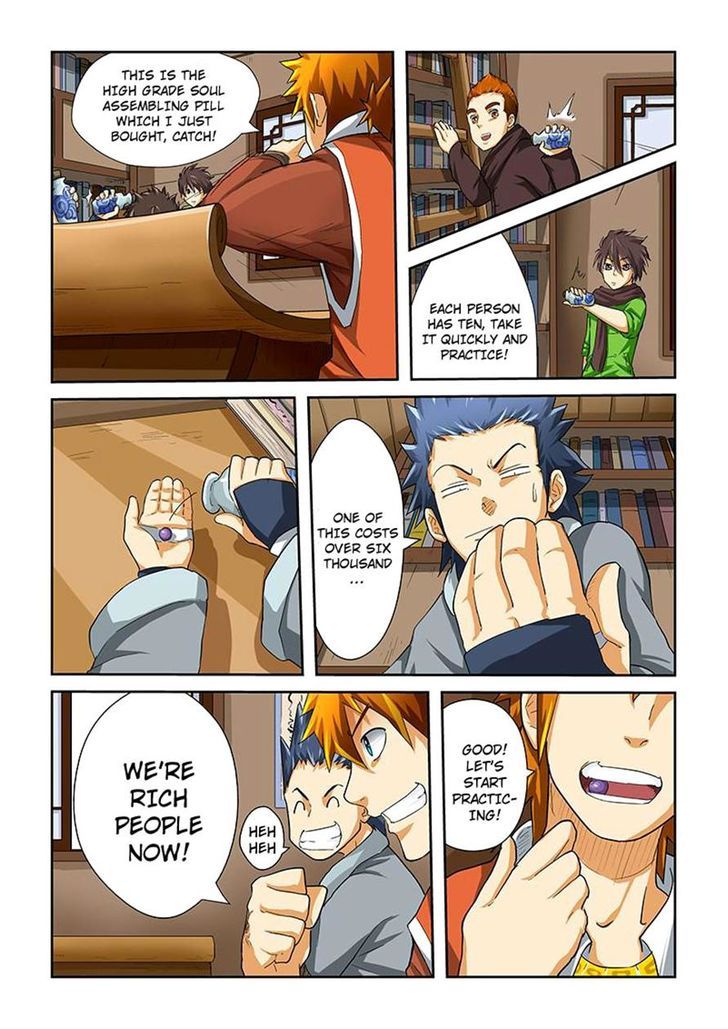 THIS IS THE
HIGH GRADE SOUL
ASSEMBLING PILL
WHICH I JUST
BOUGHT, CATCH!
EACH PERSON
HAS TEN, TAKE
IT QUICKLY AND
PRACTICE!
ONE OF
THIS COSTS
OVER SIX
THOUSAND
...
WE'RE
RICH
PEOPLE
NOW!
HEH
HEH
GOOD!
LET'S
START
PRACTIC-
ING!